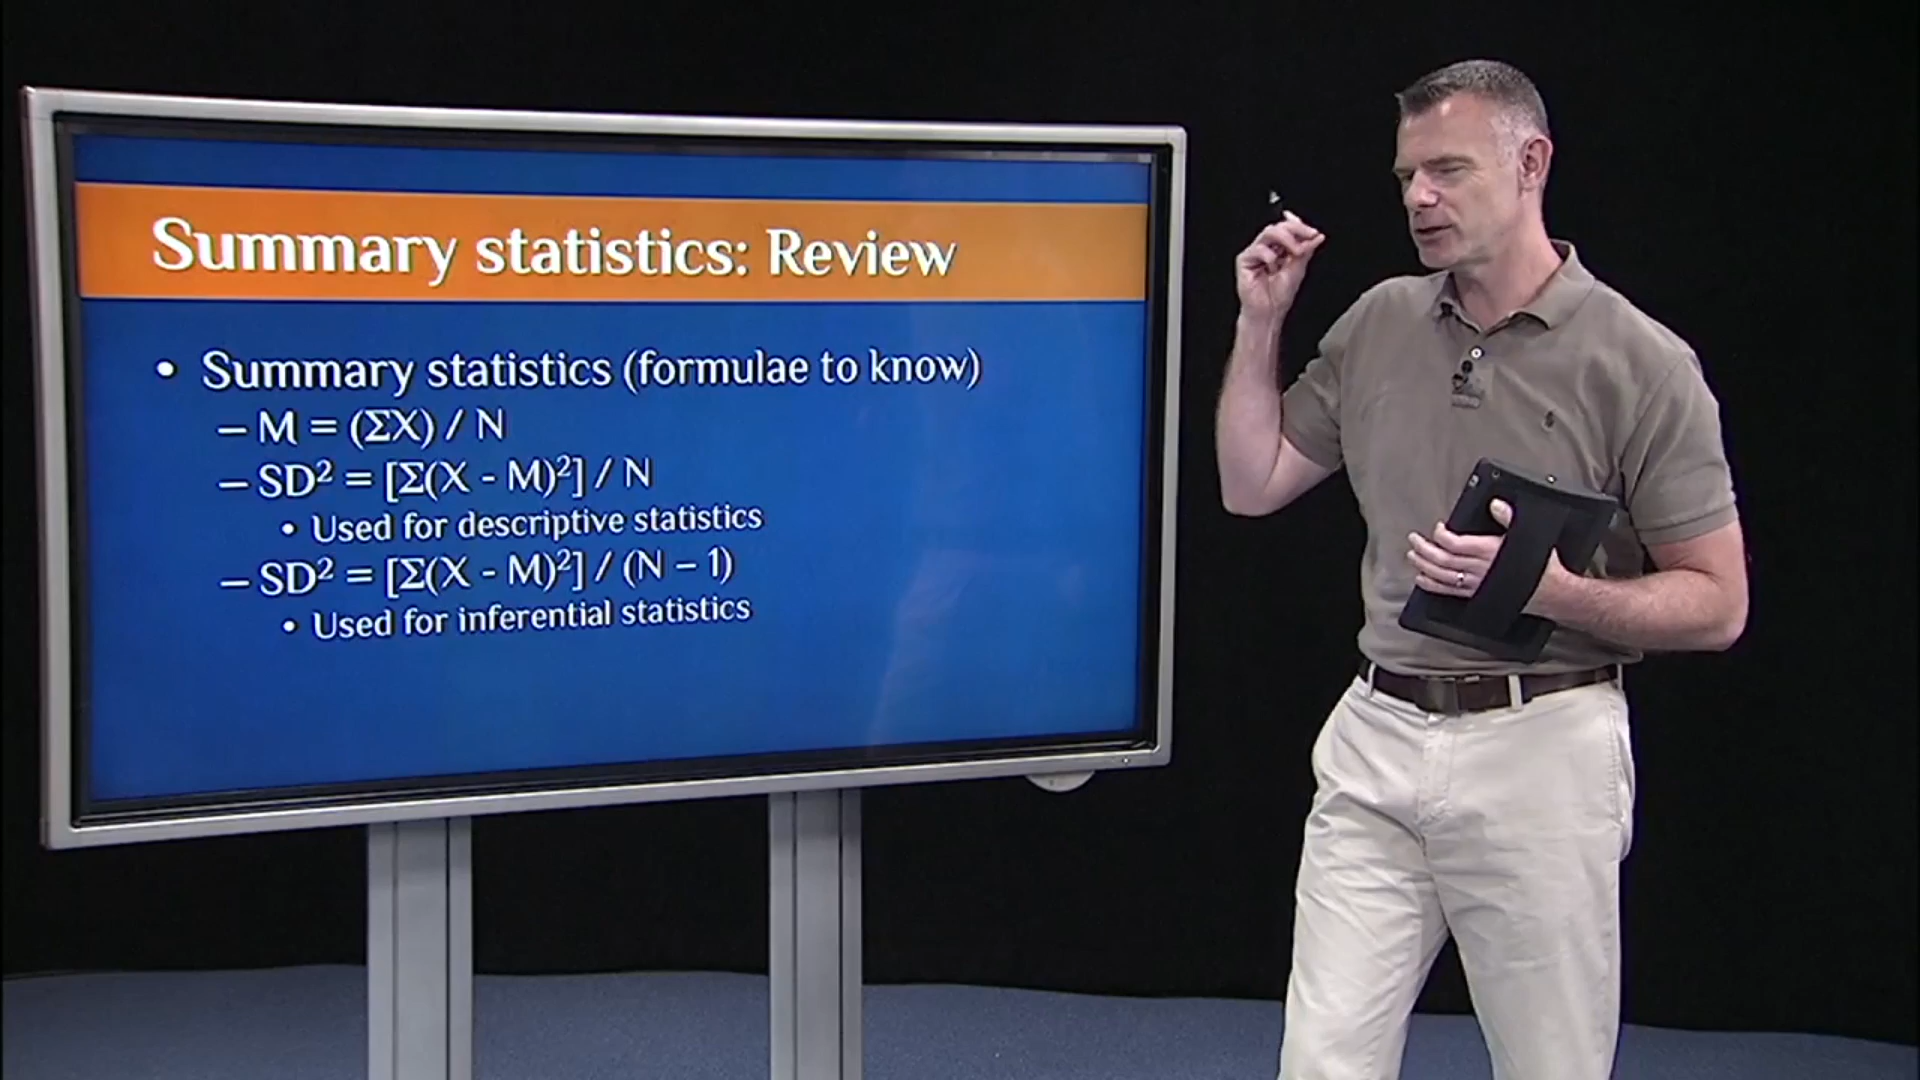 Summary statistics: Review
• Summary statistics (formulae to know)
– M = (ΣX) / N
– SD² = [Σ(X - M)²] / N
• Used for descriptive statistics
– SD² = [Σ(X - M)²] / (N – 1)
• Used for inferential statistics